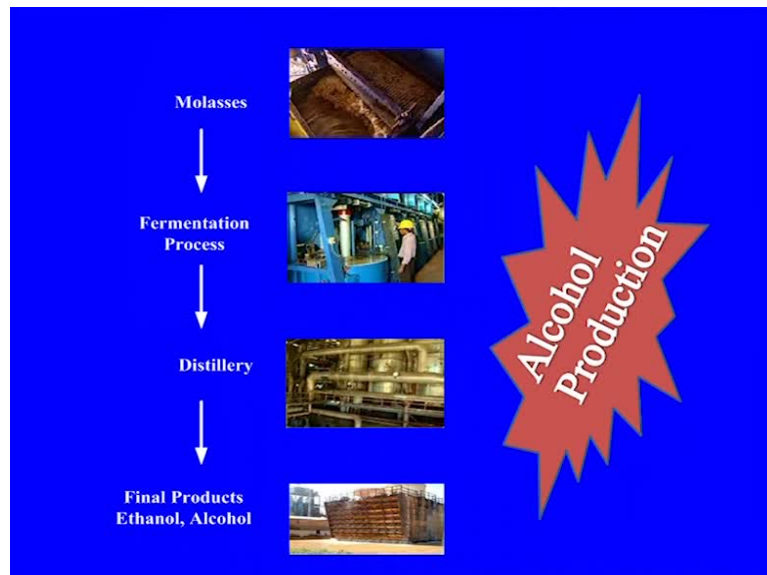 Molasses
Fermentation
Process
Distillery
Final Products
Ethanol, Alcohol
Alcohol
Production